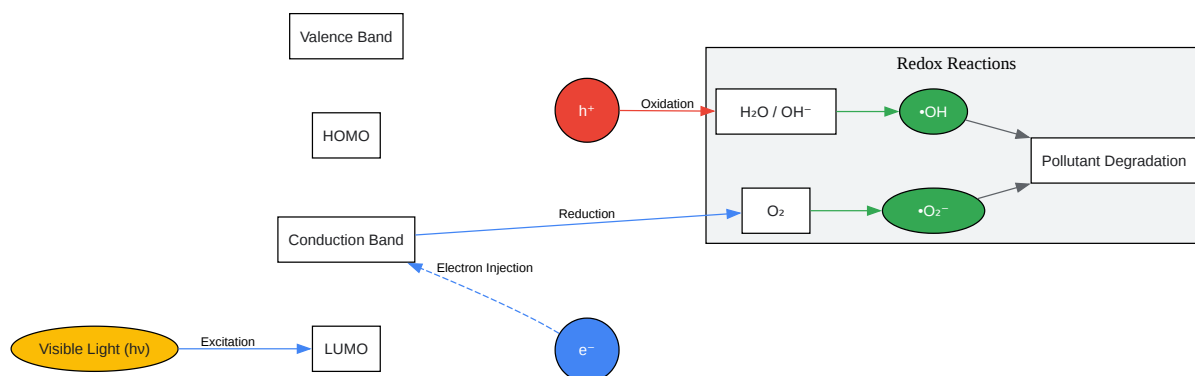 Valence Band
Redox Reactions
h⁺
Oxidation
H₂O / OH⁻
•OH
HOMO
Pollutant Degradation
Reduction
O₂
•O₂⁻
Conduction Band
Electron Injection
Visible Light (hν)
Excitation
LUMO
e⁻